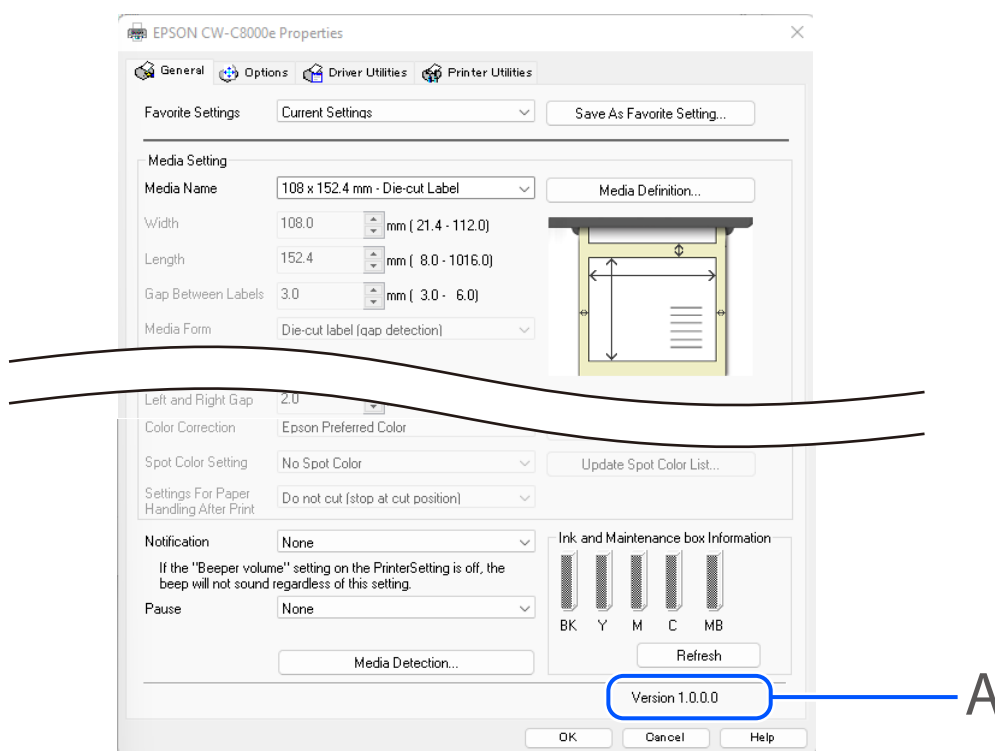 EPSON CW-C8000e Properties
General Options Driver Utilities Printer Utilities
Favorite Settings Current Settings Save As Favorite Setting...
Media Setting
Media Name 108 x 152.4 mm - Die-cut Label Media Definition...
Width 108.0 mm ( 21.4 - 112.0)
Length 152.4 mm ( 8.0 - 1016.0)
Gap Between Labels 3.0 mm ( 3.0 - 6.0)
Media Form Die-cut label (gap detection)
Left and Right Gap 2.0
Color Correction Epson Preferred Color
Spot Color Setting No Spot Color Update Spot Color List...
Settings For Paper
Handling After Print Do not cut (stop at cut position)
Notification None Ink and Maintenance box Information
If the "Beeper volume" setting on the PrinterSetting is off, the
beep will not sound regardless of this setting.
Pause None
BK Y M C MB
Media Detection... Refresh
Version 1.0.0.0 A
OK Cancel Help